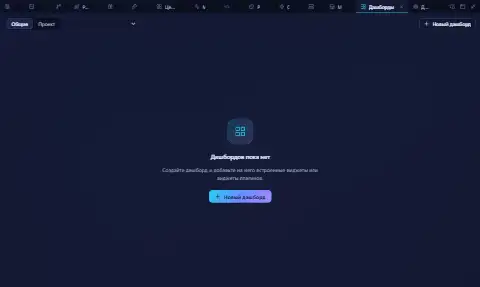 Дашборды
Общие
Проект
Новый дашборд
Дашбордов пока нет
Создайте дашборд и добавьте на него встроенные виджеты или
виджеты плагинов.
Новый дашборд